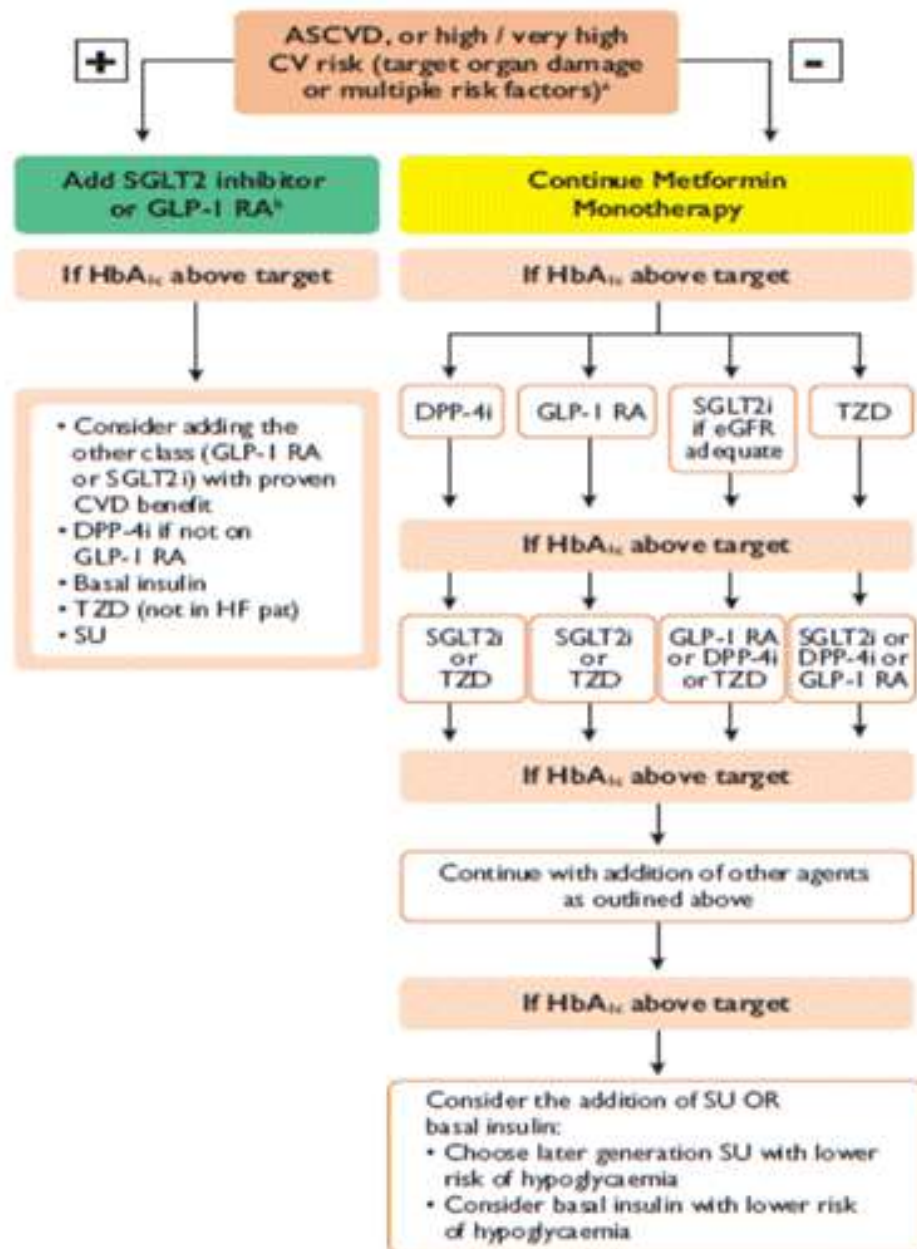 +
ASCVD, or high / very high
CV risk (target organ damage
or multiple risk factors)ᵃ
-
Add SGLT2 inhibitor
or GLP-1 RAᵇ
If HbA₁c above target
• Consider adding the
other class (GLP-1 RA
or SGLT2i) with proven
CVD benefit
• DPP-4i if not on
GLP-1 RA
• Basal insulin
• TZD (not in HF pat)
• SU
Continue Metformin
Monotherapy
If HbA₁c above target
DPP-4i
GLP-1 RA
SGLT2i
if eGFR
adequate
TZD
If HbA₁c above target
SGLT2i
or
TZD
SGLT2i
or
TZD
GLP-1 RA
or DPP-4i
or TZD
SGLT2i or
DPP-4i or
GLP-1 RA
If HbA₁c above target
Continue with addition of other agents
as outlined above
If HbA₁c above target
Consider the addition of SU OR
basal insulin:
• Choose later generation SU with lower
risk of hypoglycaemia
• Consider basal insulin with lower risk
of hypoglycaemia